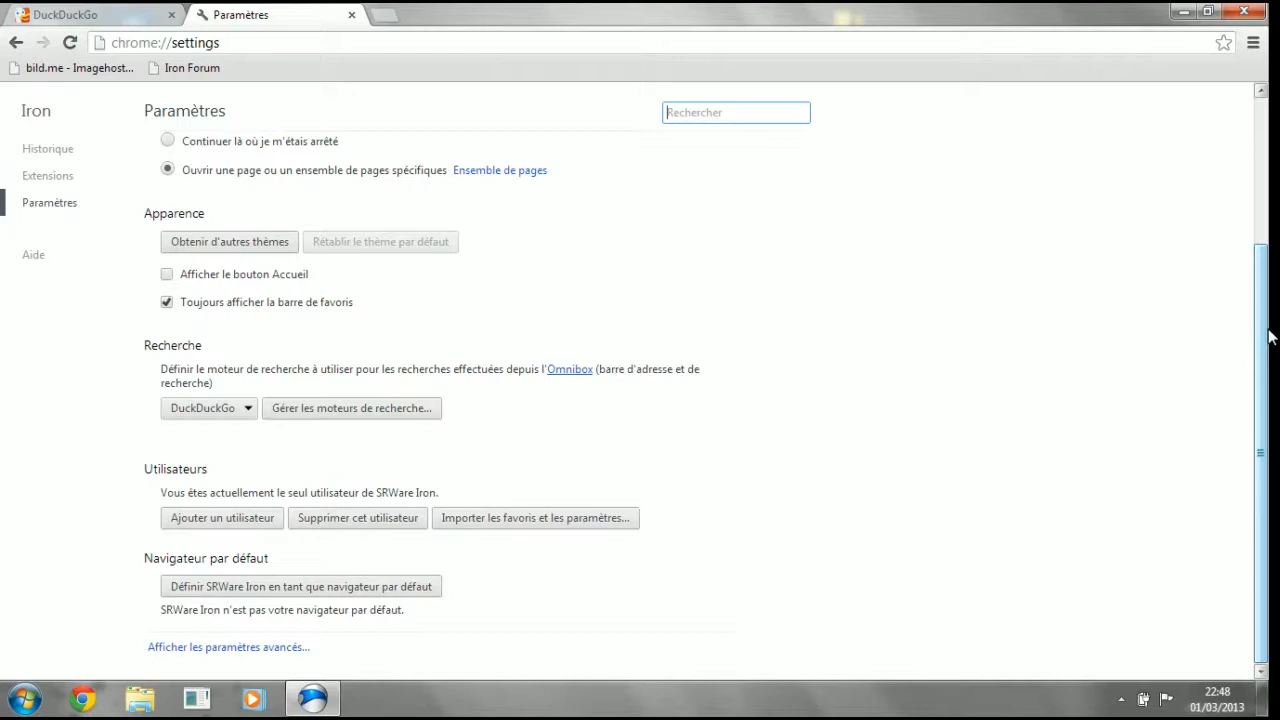 DuckDuckGo
Paramètres
chrome://settings
bild.me - Imagehost...
Iron Forum
Iron
Paramètres
Rechercher
Historique
Extensions
Paramètres
Aide
Continuer là où je m'étais arrêté
Ouvrir une page ou un ensemble de pages spécifiques Ensemble de pages
Apparence
Obtenir d'autres thèmes
Rétablir le thème par défaut
Afficher le bouton Accueil
Toujours afficher la barre de favoris
Recherche
Définir le moteur de recherche à utiliser pour les recherches effectuées depuis l'Omnibox (barre d'adresse et de
recherche)
DuckDuckGo
Gérer les moteurs de recherche...
Utilisateurs
Vous êtes actuellement le seul utilisateur de SRWare Iron.
Ajouter un utilisateur
Supprimer cet utilisateur
Importer les favoris et les paramètres...
Navigateur par défaut
Définir SRWare Iron en tant que navigateur par défaut
SRWare Iron n'est pas votre navigateur par défaut.
Afficher les paramètres avancés...
22:48
01/03/2013